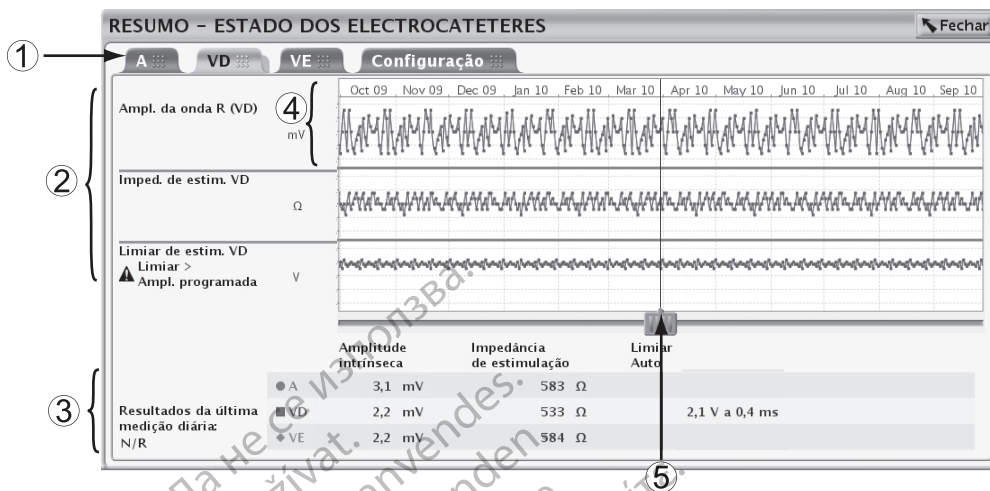 RESUMO – ESTADO DOS ELECTROCATETERES
Fechar
①
A
VD
VE
Configuração
Oct 09 Nov 09 Dec 09 Jan 10 Feb 10 Mar 10 Apr 10 May 10 Jun 10 Jul 10 Aug 10 Sep 10
②
④
Ampl. da onda R (VD)
mV
Imped. de estim. VD
Ω
Limiar de estim. VD
Limiar >
Ampl. programada
V
Amplitude intrínseca
Impedância de estimulação
Limiar Auto
③
Resultados da última medição diária:
N/R
A 3,1 mV 583 Ω
VD 2,2 mV 533 Ω 2,1 V a 0,4 ms
VE 2,2 mV 584 Ω
⑤
Да не се използва.